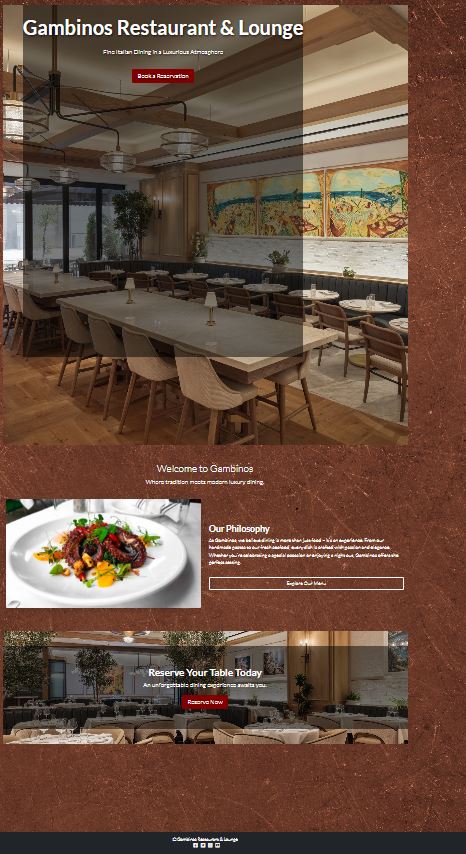 Gambinos Restaurant & Lounge
Fine Italian Dining in a Luxurious Atmosphere
Book a Reservation
Welcome to Gambinos
Where tradition meets modern luxury dining.
Our Philosophy
At Gambinos, we believe dining is more than just food – it's an experience. From our
handmade pastas to our fresh seafood, every dish is crafted with passion and elegance.
Whether you're celebrating a special occasion or enjoying a night out, Gambinos offers the
perfect setting.
Explore Our Menu
Reserve Your Table Today
An unforgettable dining experience awaits you.
Reserve Now
© Gambinos Restaurant & Lounge